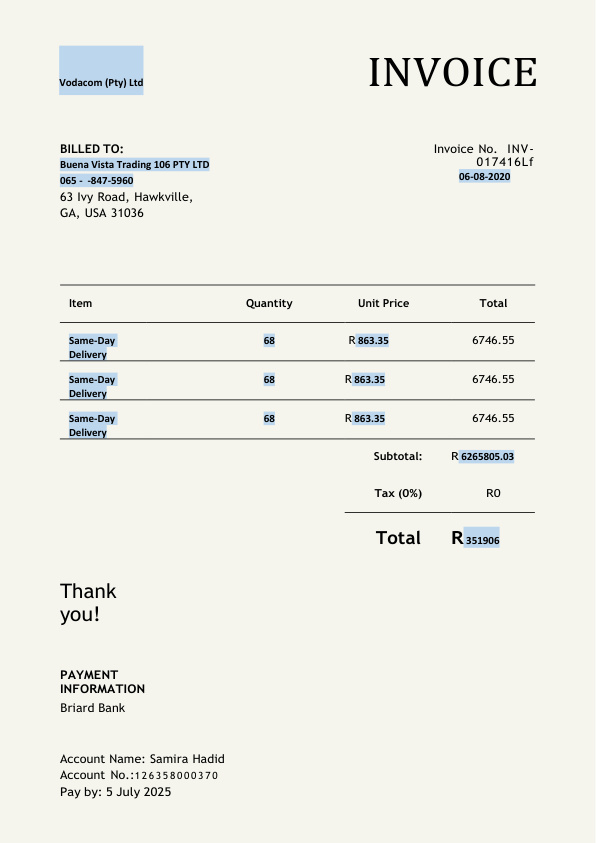 Vodacom (Pty) Ltd
INVOICE
BILLED TO:
Buena Vista Trading 106 PTY LTD
065 - -847-5960
63 Ivy Road, Hawkville,
GA, USA 31036
Invoice No. INV-
017416Lf
06-08-2020
Item Quantity Unit Price Total
Same-Day
Delivery 68 R 863.35 6746.55
Same-Day
Delivery 68 R 863.35 6746.55
Same-Day
Delivery 68 R 863.35 6746.55
Subtotal: R 6265805.03
Tax (0%) R0
Total R 351906
Thank
you!
PAYMENT
INFORMATION
Briard Bank
Account Name: Samira Hadid
Account No.:126358000370
Pay by: 5 July 2025